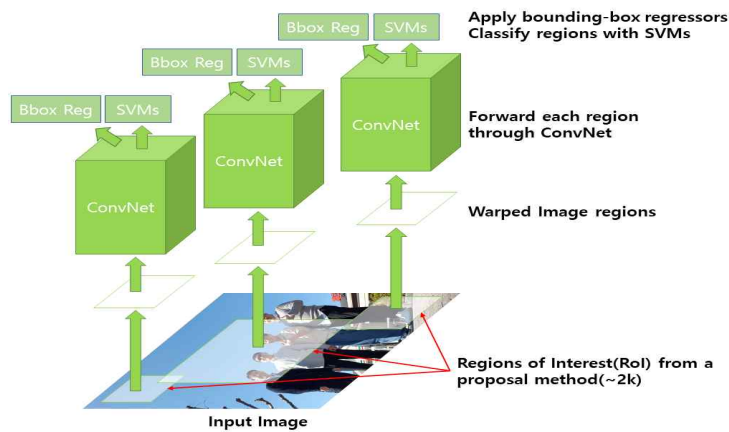 Apply bounding-box regressors
Classify regions with SVMs
Bbox Reg SVMs
Bbox Reg SVMs
Bbox Reg SVMs
ConvNet
ConvNet
ConvNet
Forward each region
through ConvNet
Warped Image regions
Regions of Interest(RoI) from a
proposal method(~2k)
Input Image